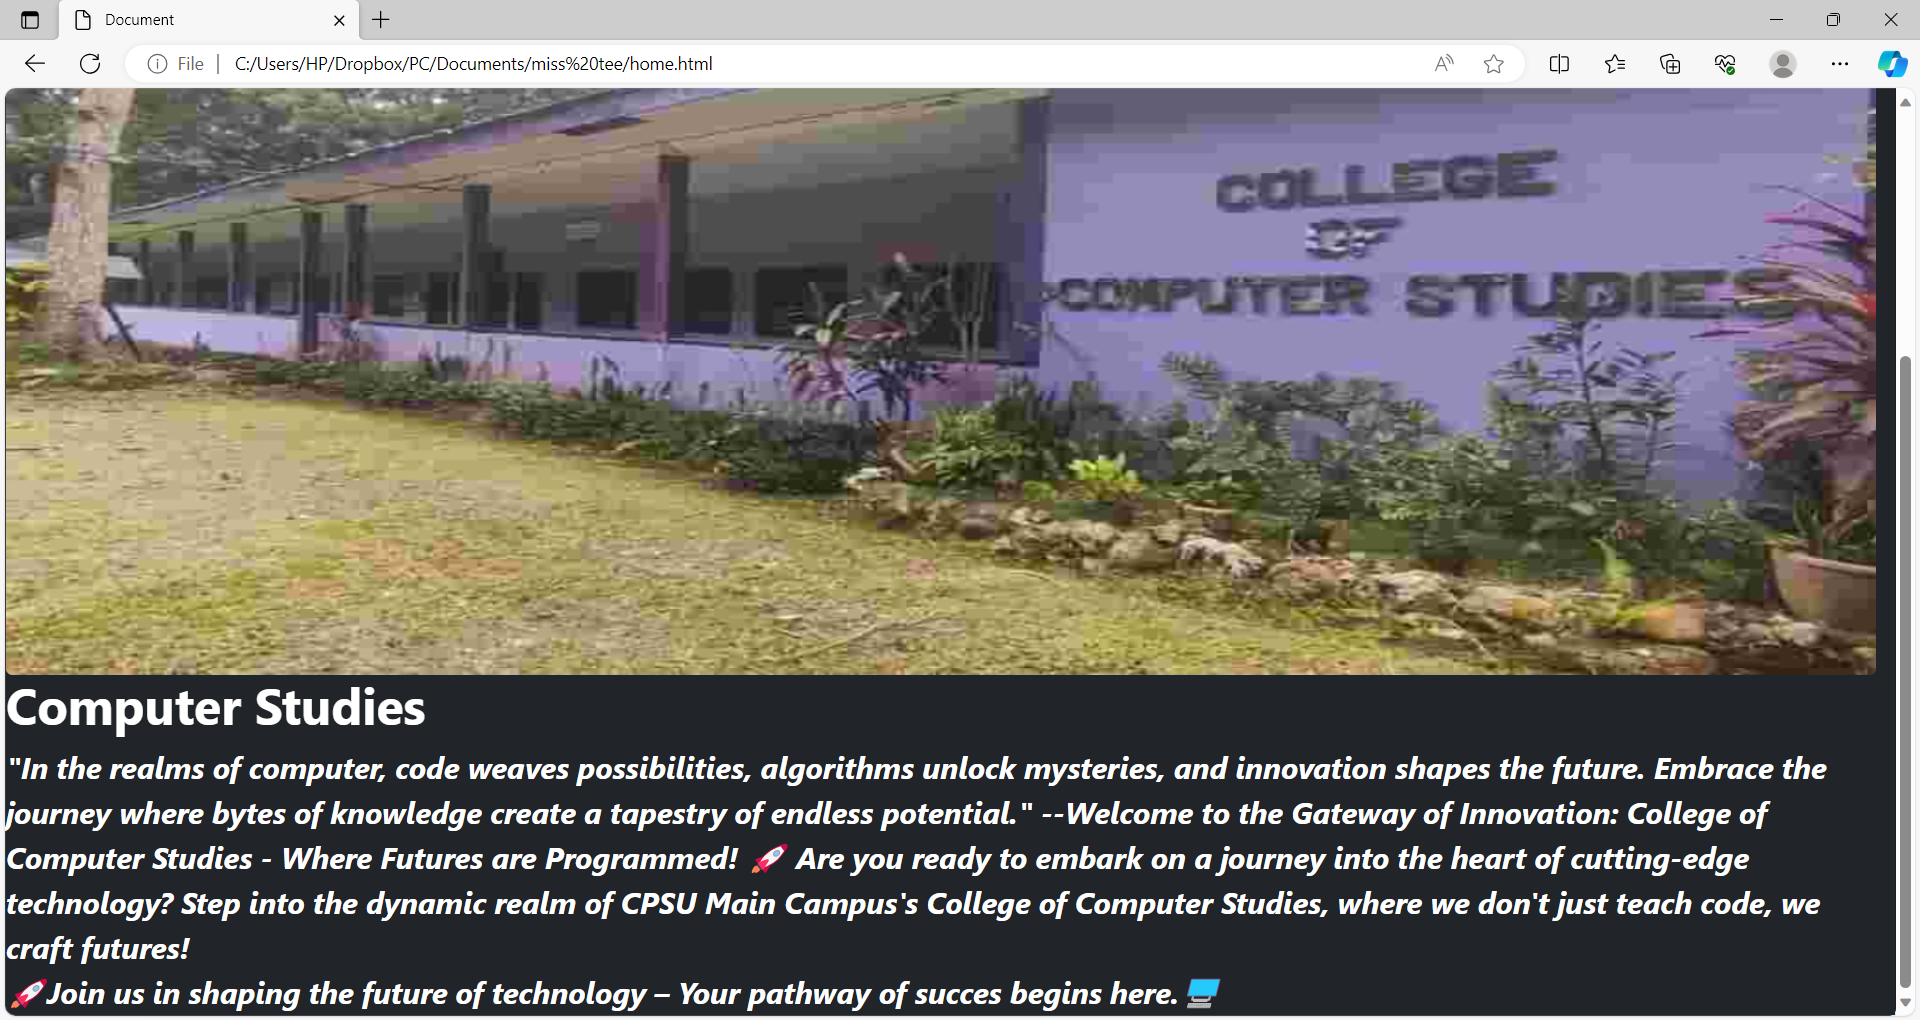 Document
File
C:/Users/HP/Dropbox/PC/Documents/miss%20tee/home.html
COLLEGE
OF
COMPUTER STUDIES
Computer Studies
"In the realms of computer, code weaves possibilities, algorithms unlock mysteries, and innovation shapes the future. Embrace the
journey where bytes of knowledge create a tapestry of endless potential." --Welcome to the Gateway of Innovation: College of
Computer Studies - Where Futures are Programmed! 🚀 Are you ready to embark on a journey into the heart of cutting-edge
technology? Step into the dynamic realm of CPSU Main Campus's College of Computer Studies, where we don't just teach code, we
craft futures!
🚀Join us in shaping the future of technology – Your pathway of succes begins here. 💻